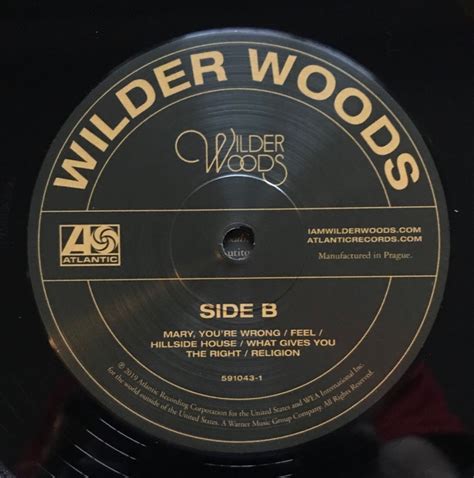 WILDER WOODS
WILDER
WOODS
ATLANTIC
IAMWILDERWOODS.COM
ATLANTICRECORDS.COM
Manufactured in Prague.
SIDE B
MARY, YOU'RE WRONG / FEEL /
HILLSIDE HOUSE / WHAT GIVES YOU
THE RIGHT / RELIGION
591043-1
℗ 2019 Atlantic Recording Corporation for the United States and WEA International Inc.
for the world outside of the United States. A Warner Music Group Company. All Rights Reserved.